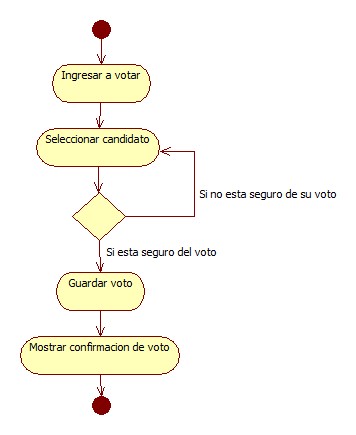 Ingresar a votar
Seleccionar candidato
Si no esta seguro de su voto
Si esta seguro del voto
Guardar voto
Mostrar confirmacion de voto